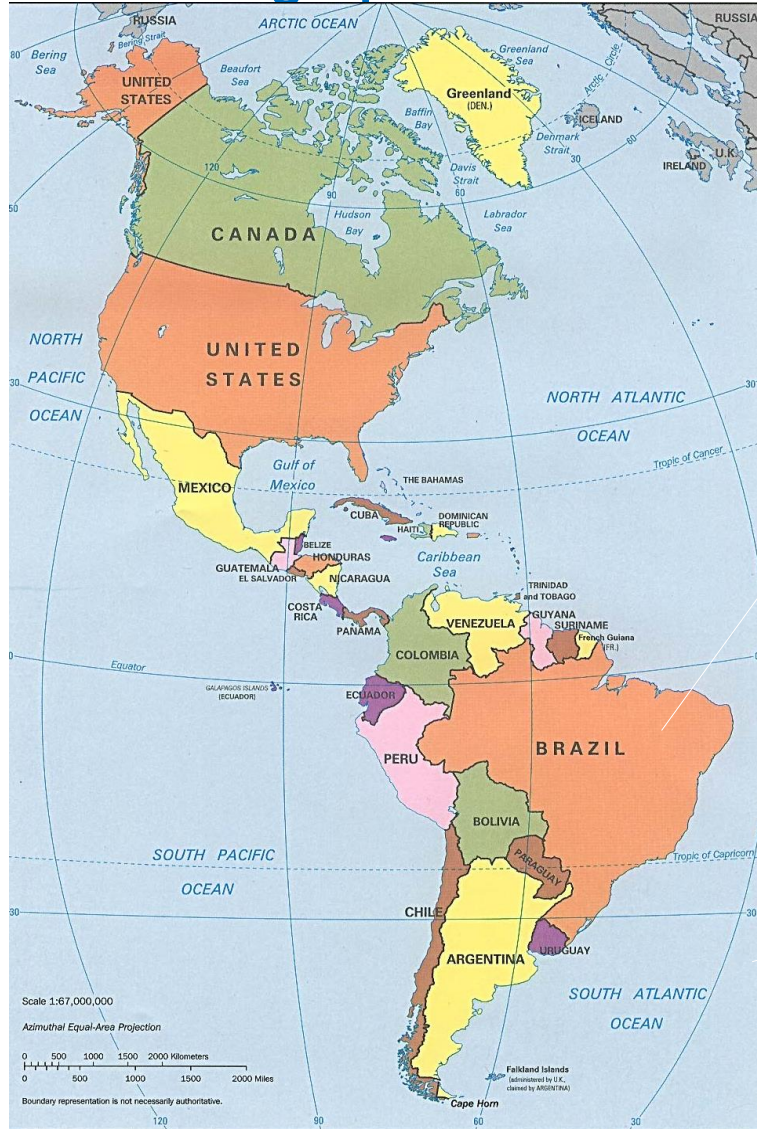 RUSSIA
ARCTIC OCEAN
RUSSIA
Bering Strait
80
Bering
Sea
Greenland
Sea
Arctic Circle
Beaufort
Sea
UNITED
STATES
Greenland
(DEN.)
Baffin
Bay
ICELAND
Denmark
Strait
60
30
U.K.
IRELAND
120
Davis
Strait
60
90
50
Hudson
Bay
Labrador
Sea
CANADA
NORTH
PACIFIC
OCEAN
UNITED
STATES
30
30
NORTH ATLANTIC
OCEAN
Tropic of Cancer
Gulf of
Mexico
MEXICO
THE BAHAMAS
CUBA
DOMINICAN
REPUBLIC
HAITI
BELIZE
HONDURAS
GUATEMALA
EL SALVADOR
NICARAGUA
Caribbean
Sea
TRINIDAD
and TOBAGO
COSTA
RICA
PANAMA
VENEZUELA
GUYANA
SURINAME
French Guiana
(FR.)
COLOMBIA
0
0
Equator
GALAPAGOS ISLANDS
(ECUADOR)
ECUADOR
PERU
BRAZIL
BOLIVIA
SOUTH PACIFIC
OCEAN
PARAGUAY
Tropic of Capricorn
30
30
CHILE
URUGUAY
ARGENTINA
SOUTH ATLANTIC
OCEAN
Scale 1:67,000,000
Azimuthal Equal-Area Projection
0 500 1000 1500 2000 Kilometers
0 500 1000 1500 2000 Miles
Boundary representation is not necessarily authoritative.
Falkland Islands
(administered by U.K.,
claimed by ARGENTINA)
Cape Horn
120
90
60
30